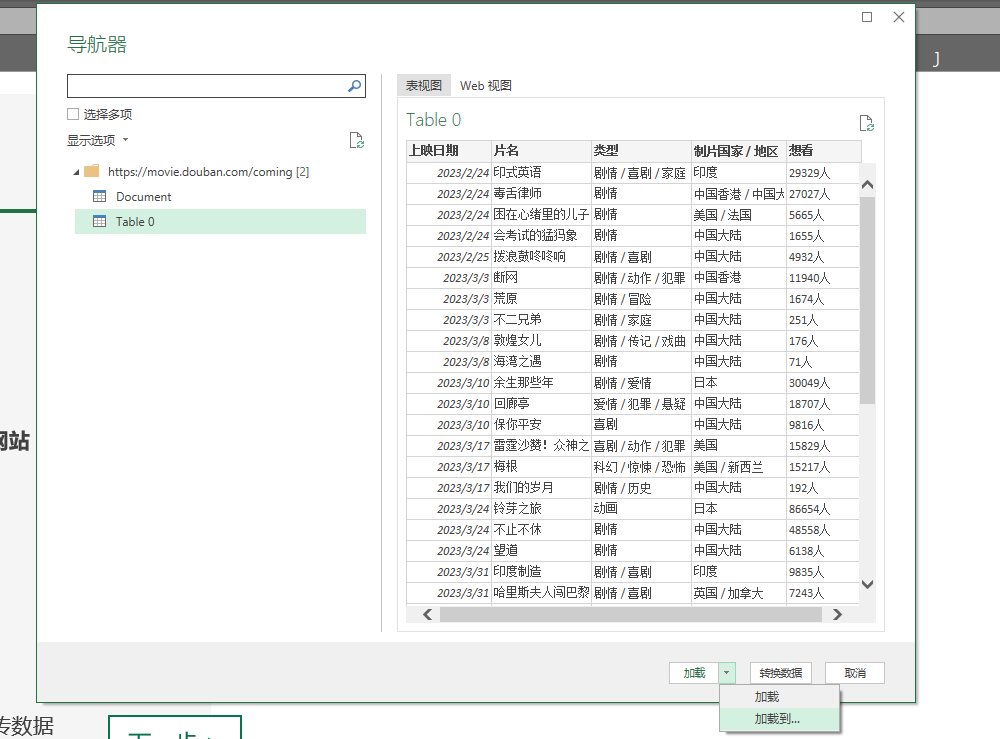 J
导航器
选择多项
显示选项
https://movie.douban.com/coming [2]
Document
Table 0
表视图 Web 视图
Table 0
上映日期 片名 类型 制片国家 / 地区 想看
2023/2/24 印式英语 剧情 / 喜剧 / 家庭 印度 29329人
2023/2/24 毒舌律师 剧情 中国香港 / 中国大 27027人
2023/2/24 困在心绪里的儿子 剧情 美国 / 法国 5665人
2023/2/24 会考试的猛犸象 剧情 中国大陆 1655人
2023/2/25 拨浪鼓咚咚响 剧情 / 喜剧 中国大陆 4932人
2023/3/3 断网 剧情 / 动作 / 犯罪 中国香港 11940人
2023/3/3 荒原 剧情 / 冒险 中国大陆 1674人
2023/3/3 不二兄弟 剧情 / 家庭 中国大陆 251人
2023/3/8 敦煌女儿 剧情 / 传记 / 戏曲 中国大陆 176人
2023/3/8 海湾之遇 剧情 中国大陆 71人
2023/3/10 余生那些年 剧情 / 爱情 日本 30049人
2023/3/10 回廊亭 爱情 / 犯罪 / 悬疑 中国大陆 18707人
2023/3/10 保你平安 喜剧 中国大陆 9816人
2023/3/17 雷霆沙赞！众神之 喜剧 / 动作 / 犯罪 美国 15829人
2023/3/17 梅根 科幻 / 惊悚 / 恐怖 美国 / 新西兰 15217人
2023/3/17 我们的岁月 剧情 / 历史 中国大陆 192人
2023/3/24 铃芽之旅 动画 日本 86654人
2023/3/24 不止不休 剧情 中国大陆 48558人
2023/3/24 望道 剧情 中国大陆 6138人
2023/3/31 印度制造 剧情 / 喜剧 印度 9835人
2023/3/31 哈里斯夫人闯巴黎 剧情 / 喜剧 英国 / 加拿大 7243人
网站
加载 转换数据 取消
加载
加载到...
传数据